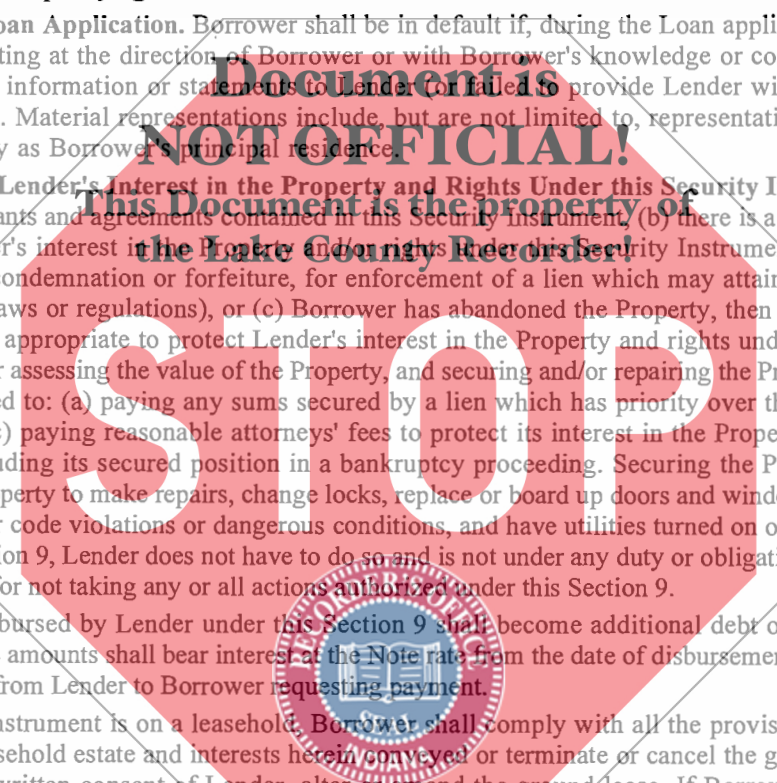 oan Application. Borrower shall be in default if, during the Loan appli
ting at the direction of Borrower or with Borrower's knowledge or co
information or statements to Lender (or failed to provide Lender wi
. Material representations include, but are not limited to, representati
y as Borrower's principal residence.
Document is
NOT OFFICIAL!
This Document is the property of
the Lake County Recorder!
Lender's Interest in the Property and Rights Under this Security I
ants and agreements contained in this Security Instrument, (b) there is a
r's interest in the Property and/or rights under this Security Instrume
ondemnation or forfeiture, for enforcement of a lien which may attain
aws or regulations), or (c) Borrower has abandoned the Property, then
appropriate to protect Lender's interest in the Property and rights und
r assessing the value of the Property, and securing and/or repairing the Pr
ed to: (a) paying any sums secured by a lien which has priority over th
) paying reasonable attorneys' fees to protect its interest in the Prope
uding its secured position in a bankruptcy proceeding. Securing the P
perty to make repairs, change locks, replace or board up doors and wind
r code violations or dangerous conditions, and have utilities turned on o
on 9, Lender does not have to do so and is not under any duty or obligati
for not taking any or all actions authorized under this Section 9.
STOP
bursed by Lender under this Section 9 shall become additional debt o
amounts shall bear interest at the Note rate from the date of disburseme
from Lender to Borrower requesting payment.
RECORDER'S OFFICE
nstrument is on a leasehold, Borrower shall comply with all the provis
sehold estate and interests herein conveyed or terminate or cancel the g